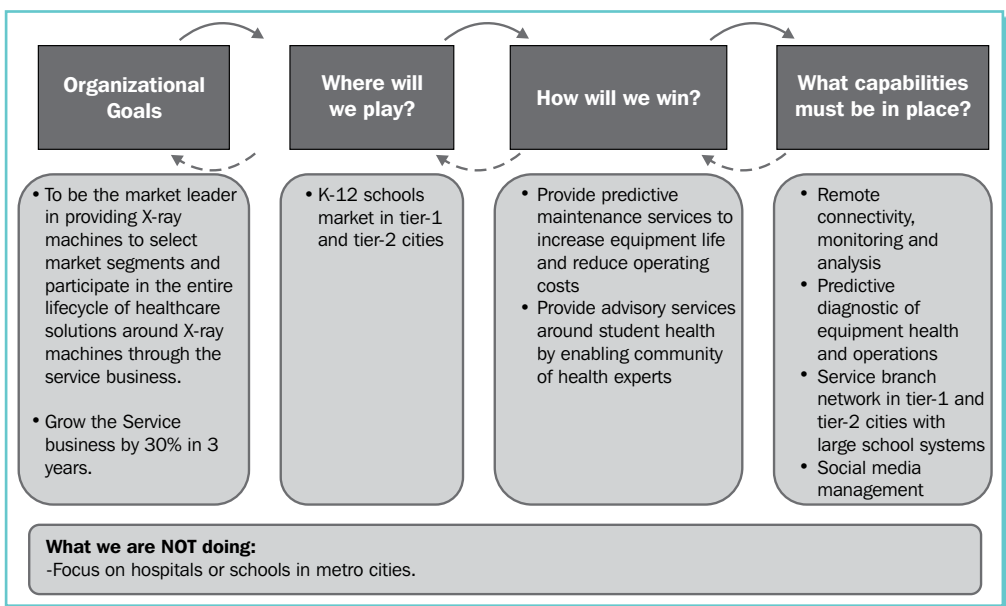 Organizational
Goals
Where will
we play?
How will we win?
What capabilities
must be in place?
• To be the market leader
in providing X-ray
machines to select
market segments and
participate in the entire
lifecycle of healthcare
solutions around X-ray
machines through the
service business.
• Grow the Service
business by 30% in 3
years.
• K-12 schools
market in tier-1
and tier-2 cities
• Provide predictive
maintenance services to
increase equipment life
and reduce operating
costs
• Provide advisory services
around student health
by enabling community
of health experts
• Remote
connectivity,
monitoring and
analysis
• Predictive
diagnostic of
equipment health
and operations
• Service branch
network in tier-1 and
tier-2 cities with
large school systems
• Social media
management
What we are NOT doing:
-Focus on hospitals or schools in metro cities.